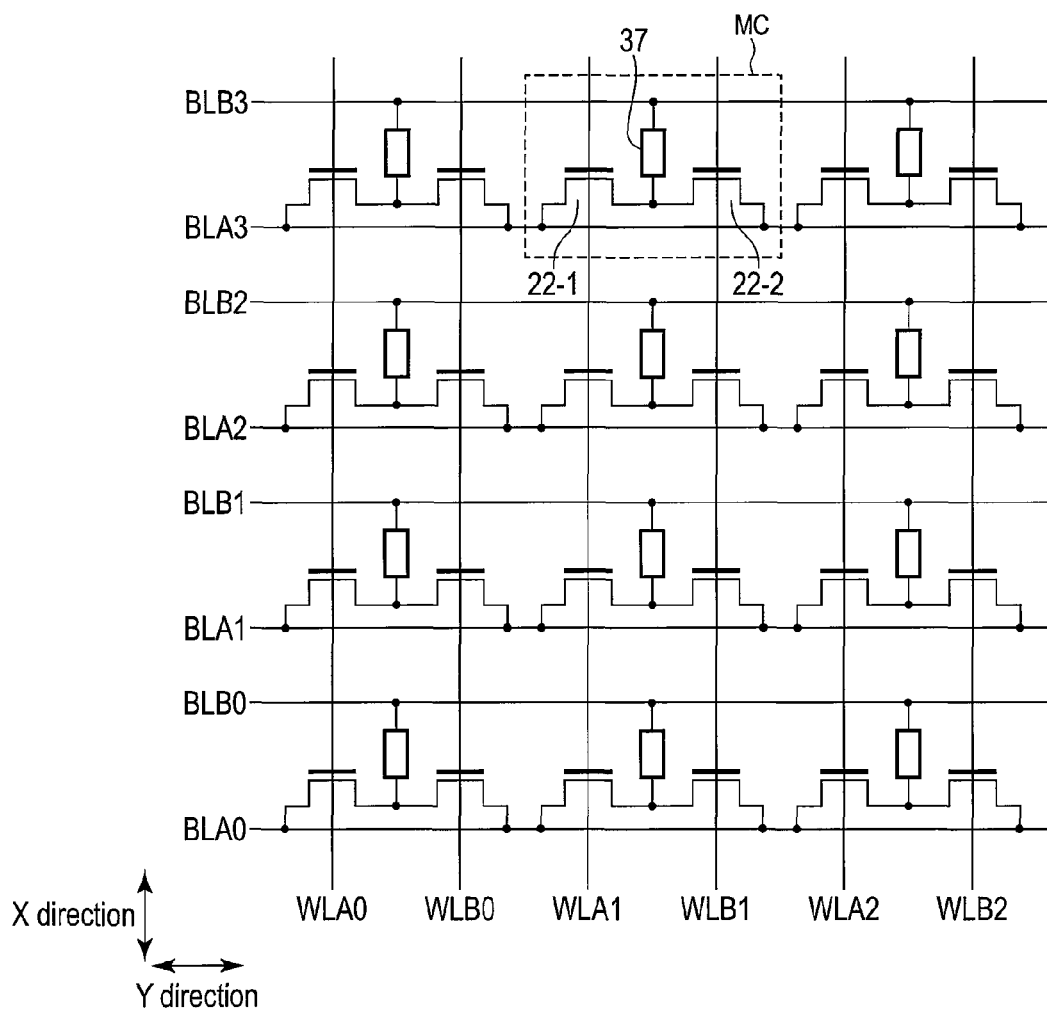 MC
37
BLB3
BLA3
22-1 22-2
BLB2
BLA2
BLB1
BLA1
BLB0
BLA0
WLA0 WLB0 WLA1 WLB1 WLA2 WLB2
X direction
Y direction